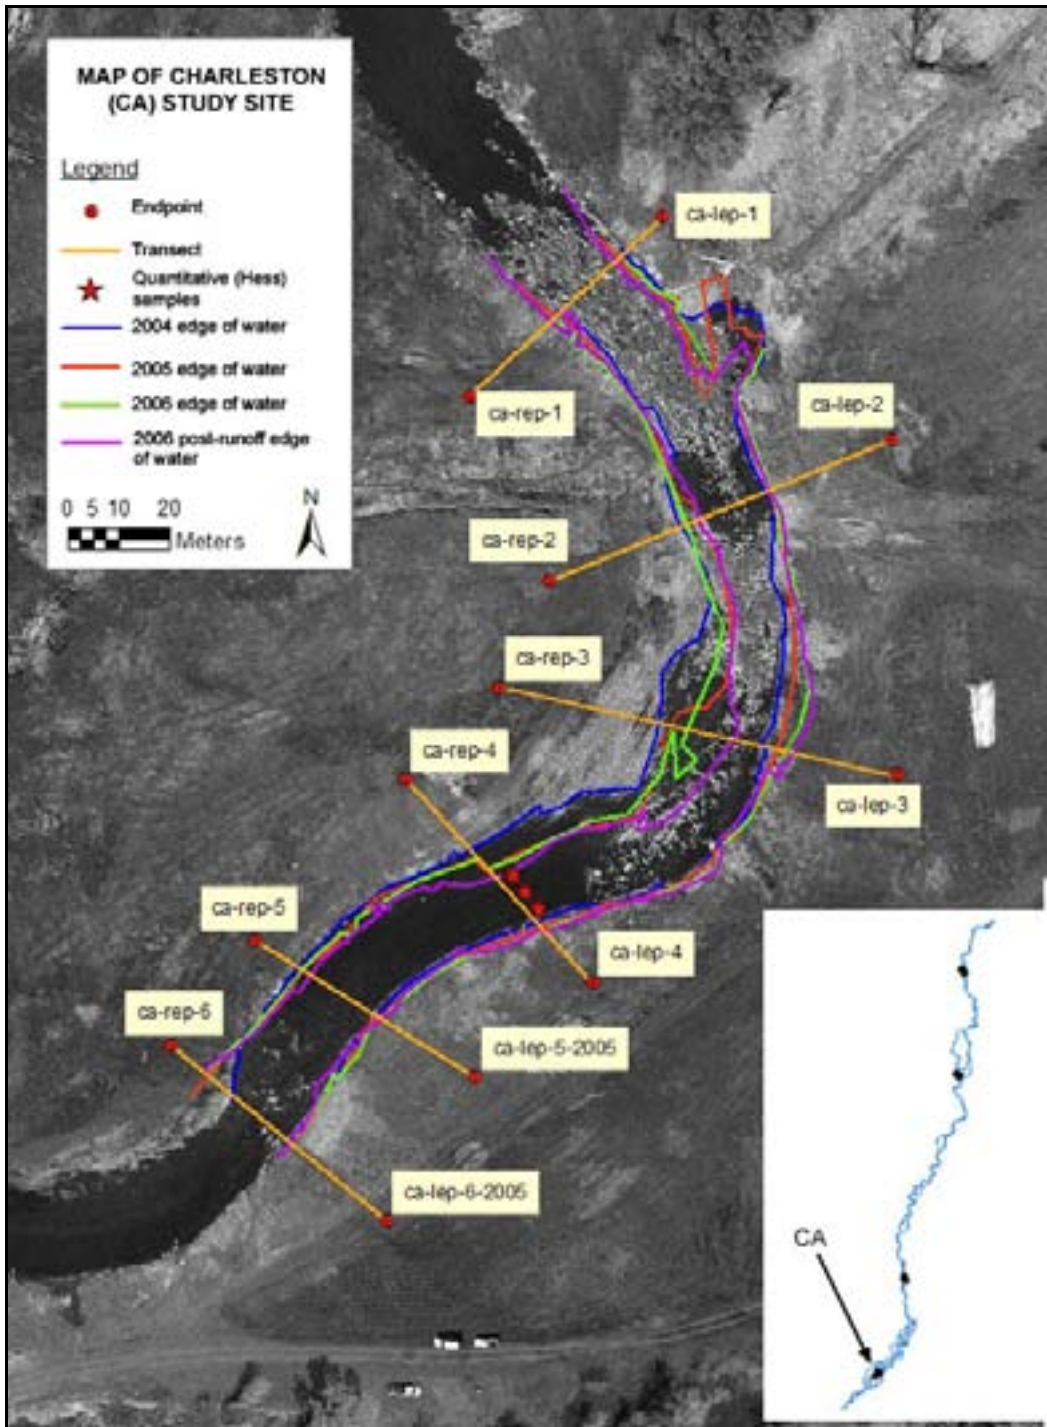 MAP OF CHARLESTON
(CA) STUDY SITE
Legend
Endpoint
Transect
Quantitative (Hess)
samples
2004 edge of water
2005 edge of water
2006 edge of water
2006 post-runoff edge
of water
0 5 10 20
Meters
N
ca-lep-1
ca-rep-1
ca-lep-2
ca-rep-2
ca-rep-3
ca-lep-3
ca-rep-4
ca-lep-4
ca-rep-5
ca-lep-5-2005
ca-rep-6
ca-lep-6-2005
CA